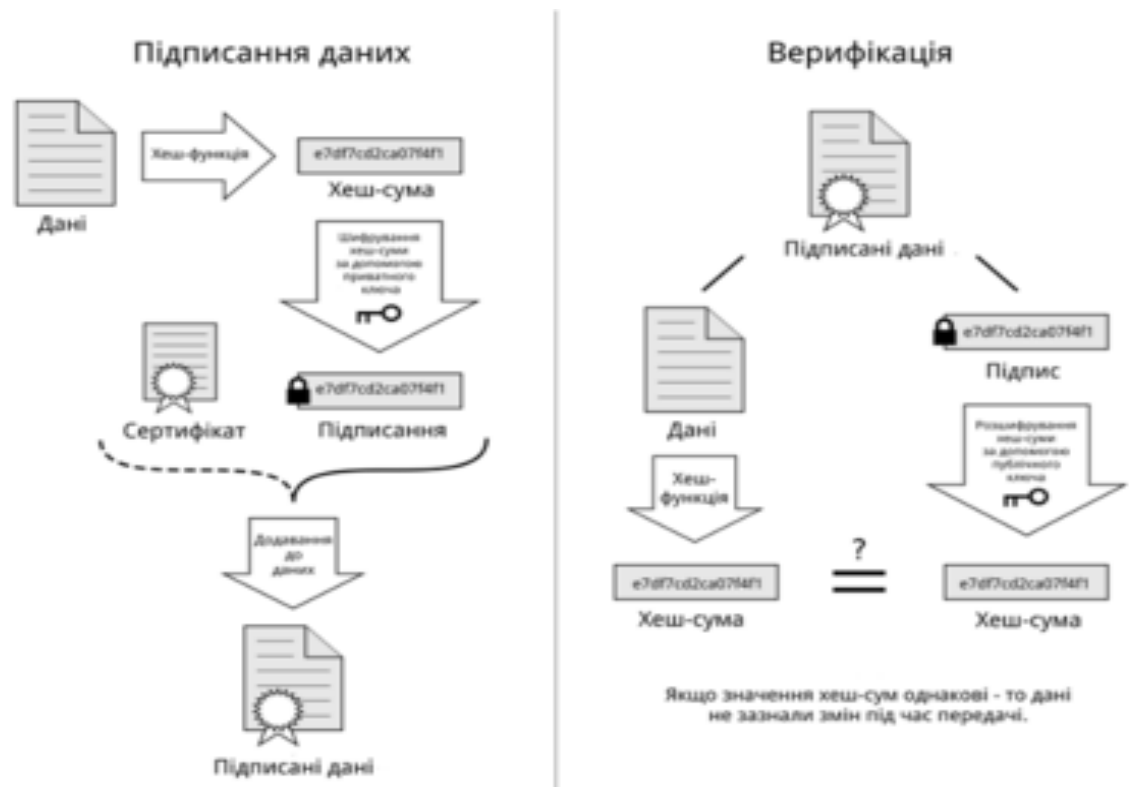 Підписання даних
Дані
Хеш-функція
e7df7cd2ca07f4f1
Хеш-сума
Шифрування
хеш-суми
за допомогою
приватного
ключа
Сертифікат
e7df7cd2ca07f4f1
Підписання
Додавання
до
даних
Підписані дані
Верифікація
Підписані дані
Дані
Хеш-
функція
e7df7cd2ca07f4f1
Хеш-сума
?
e7df7cd2ca07f4f1
Підпис
Розшифрування
хеш-суми
за допомогою
публічного
ключа
e7df7cd2ca07f4f1
Хеш-сума
Якщо значення хеш-сум однакові - то дані
не зазнали змін під час передачі.